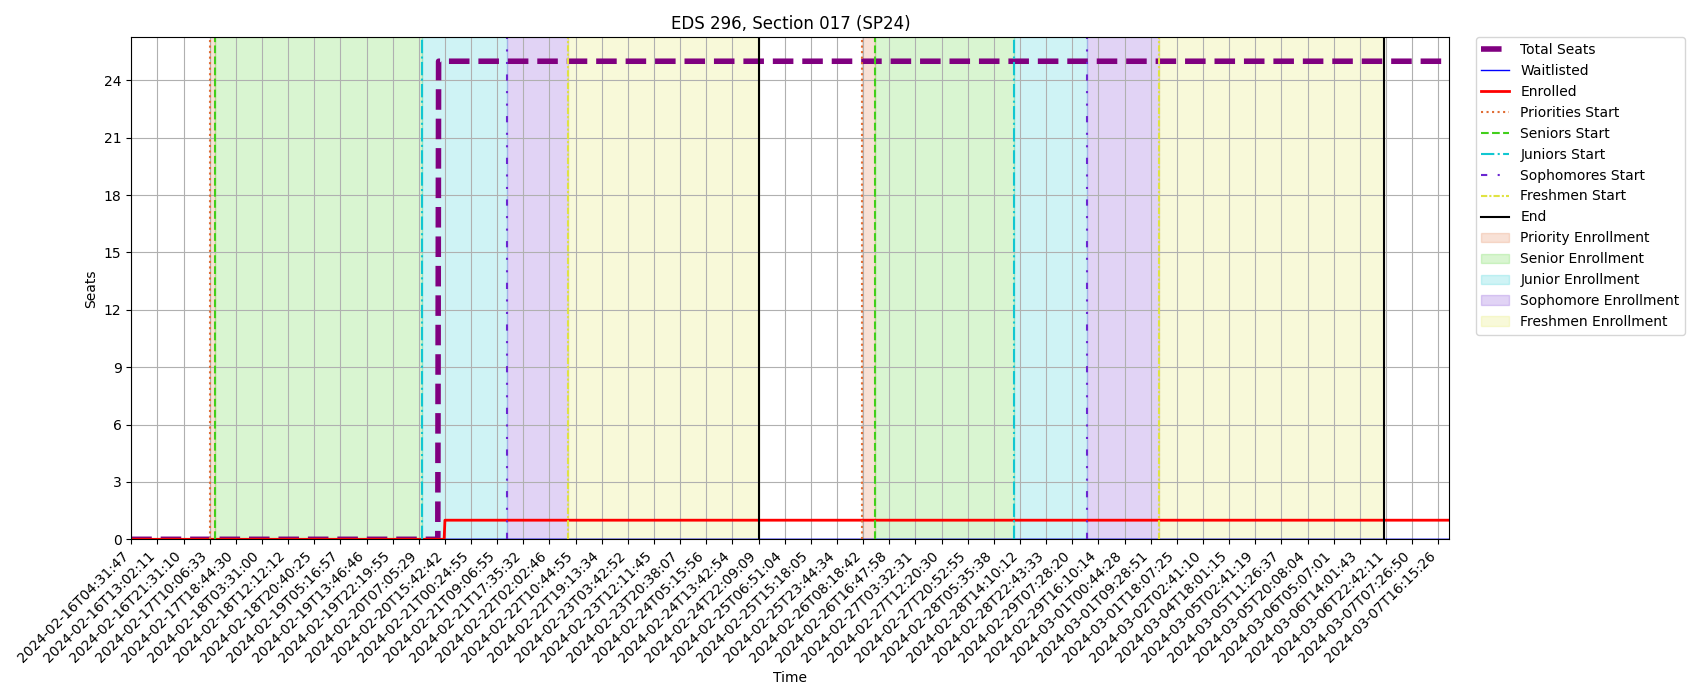 EDS 296, Section 017 (SP24)
Seats
24
21
18
15
12
9
6
3
0
2024-02-16T04:31:47
2024-02-16T13:02:11
2024-02-16T21:31:10
2024-02-17T10:06:33
2024-02-17T18:44:30
2024-02-18T03:31:00
2024-02-18T12:12:12
2024-02-18T20:40:25
2024-02-19T05:16:57
2024-02-19T13:46:46
2024-02-19T22:19:55
2024-02-20T07:05:29
2024-02-20T15:42:42
2024-02-21T00:24:55
2024-02-21T09:06:55
2024-02-21T17:35:32
2024-02-22T02:02:46
2024-02-22T10:44:55
2024-02-22T19:13:34
2024-02-23T03:42:52
2024-02-23T12:11:45
2024-02-23T20:38:07
2024-02-24T05:15:56
2024-02-24T13:42:54
2024-02-24T22:09:09
2024-02-25T06:51:04
2024-02-25T15:18:05
2024-02-25T23:44:34
2024-02-26T08:18:42
2024-02-26T16:47:58
2024-02-27T03:32:31
2024-02-27T12:20:30
2024-02-27T20:52:55
2024-02-28T05:35:38
2024-02-28T14:10:12
2024-02-28T22:43:33
2024-02-29T07:28:20
2024-02-29T16:10:14
2024-03-01T00:44:28
2024-03-01T09:28:51
2024-03-01T18:07:25
2024-03-02T02:41:10
2024-03-04T18:01:15
2024-03-05T02:41:19
2024-03-05T11:26:37
2024-03-05T20:08:04
2024-03-06T05:07:01
2024-03-06T14:01:43
2024-03-06T22:42:11
2024-03-07T07:26:50
2024-03-07T16:15:26
Time
Total Seats
Waitlisted
Enrolled
Priorities Start
Seniors Start
Juniors Start
Sophomores Start
Freshmen Start
End
Priority Enrollment
Senior Enrollment
Junior Enrollment
Sophomore Enrollment
Freshmen Enrollment